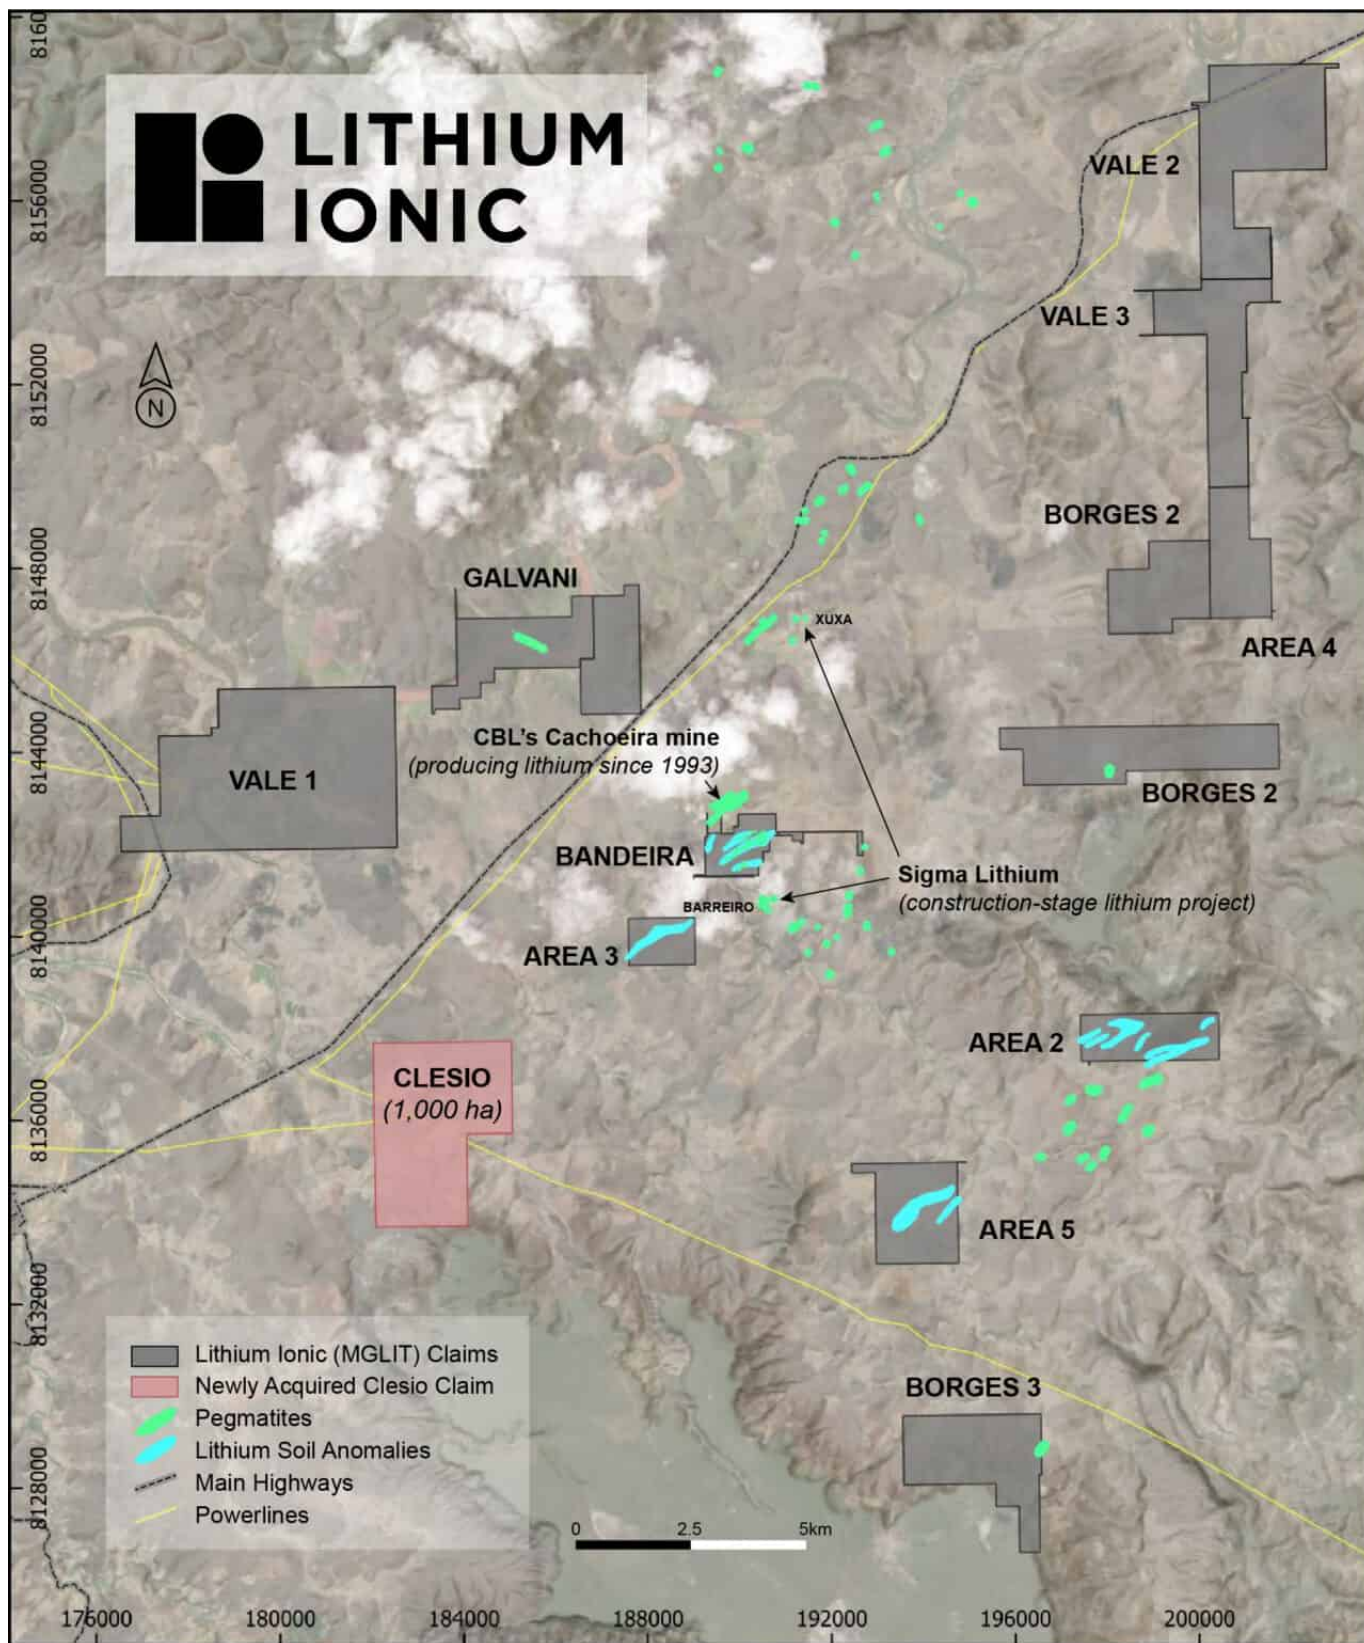 8160
LITHIUM
IONIC
VALE 2
8156000
VALE 3
8152000
N
BORGES 2
8148000
GALVANI
XUXA
AREA 4
8144000
CBL's Cachoeira mine
(producing lithium since 1993)
VALE 1
BORGES 2
BANDEIRA
Sigma Lithium
(construction-stage lithium project)
BARREIRO
8140000
AREA 3
AREA 2
CLESIO
(1,000 ha)
8136000
AREA 5
8132000
Lithium Ionic (MGLIT) Claims
Newly Acquired Clesio Claim
Pegmatites
Lithium Soil Anomalies
Main Highways
Powerlines
BORGES 3
8128000
0 2.5 5km
176000 180000 184000 188000 192000 196000 200000